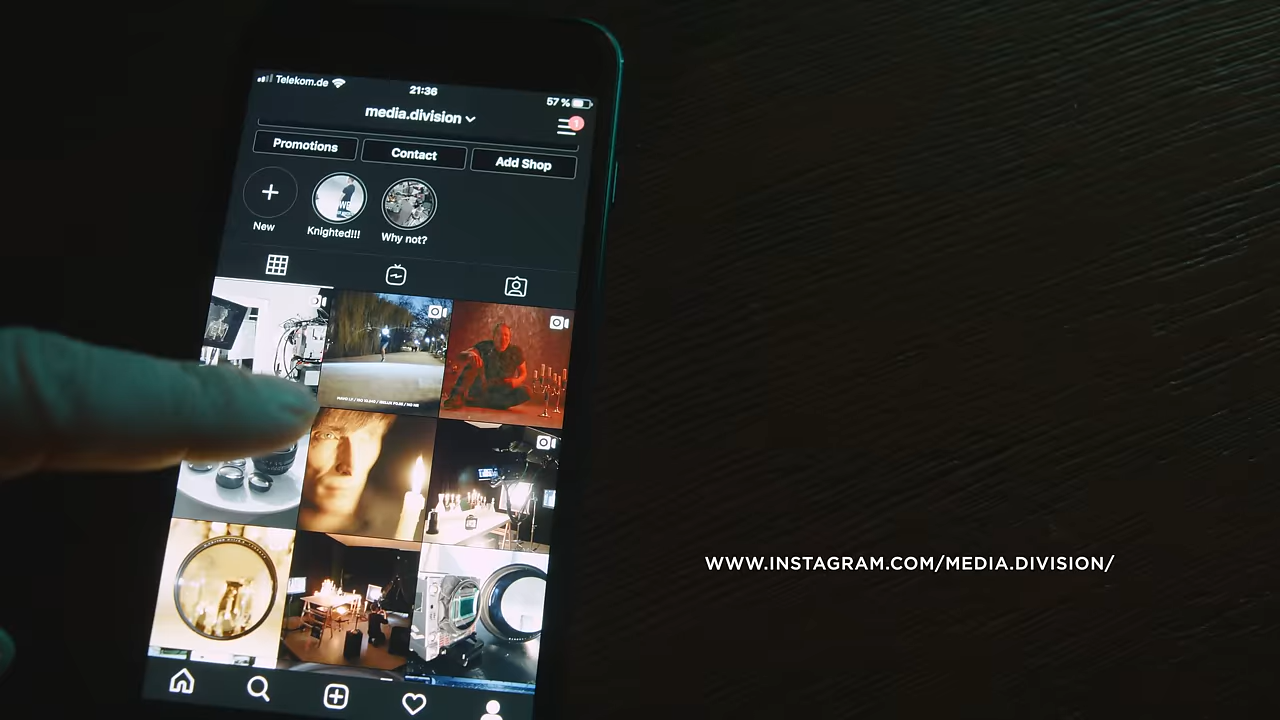 Telekom.de
21:36
57 %
media.division
1
Promotions
Contact
Add Shop
New
Knighted!!!
Why not?
WWW.INSTAGRAM.COM/MEDIA.DIVISION/